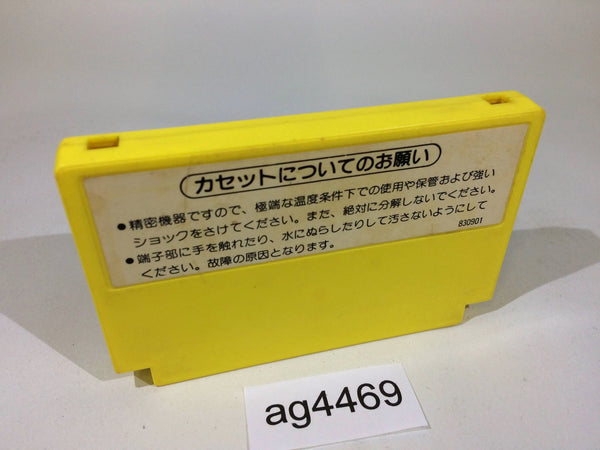 カセットについてのお願い
●精密機器ですので、極端な温度条件下での使用や保管および強い
ショックをさけてください。また、絶対に分解しないでください。
●端子部に手を触れたり、水にぬらしたりして汚さないようにして
ください。故障の原因となります。
830901
ag4469